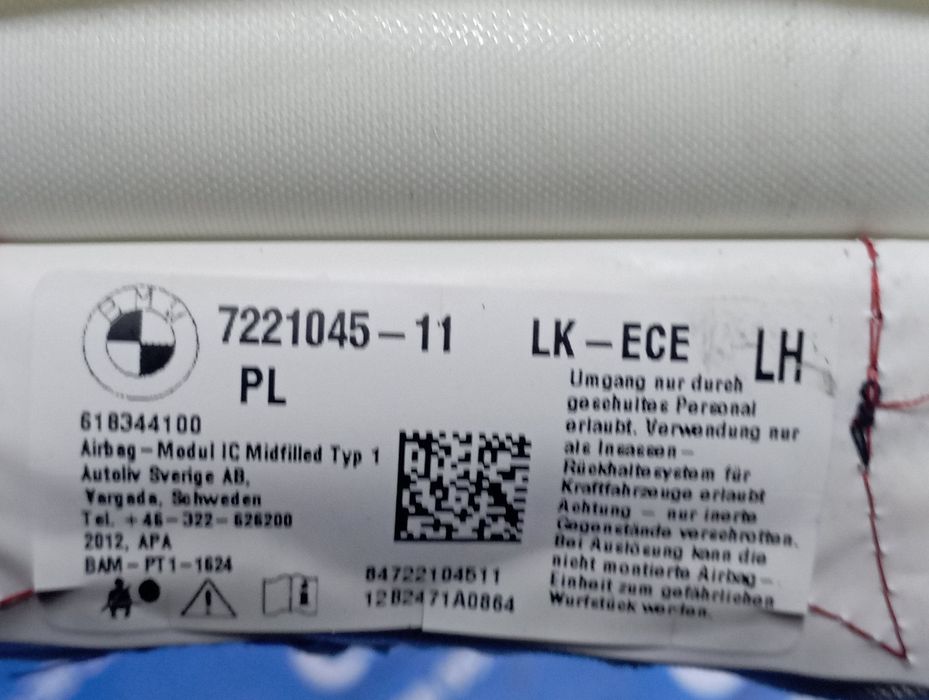 BMW
7221045-11 LK-ECE LH
PL
618344100
Airbag-Modul IC Midfilled Typ 1
Autoliv Sverige AB,
Vargada, Schweden
Tel. +46-322-626200
2012, APA
BAM-PT1-1624
84722104511
12B2471A0864
Umgang nur durch
geschultes Personal
erlaubt. Verwendung nur
als Insassen-
Rückhaltesystem für
Kraftfahrzeuge erlaubt
Achtung - nur inerte
Gegenstände verschrotten.
Bei Auslösung kann die
nicht montierte Airbag-
Einheit zum gefährlichen
Wurfstück werden.